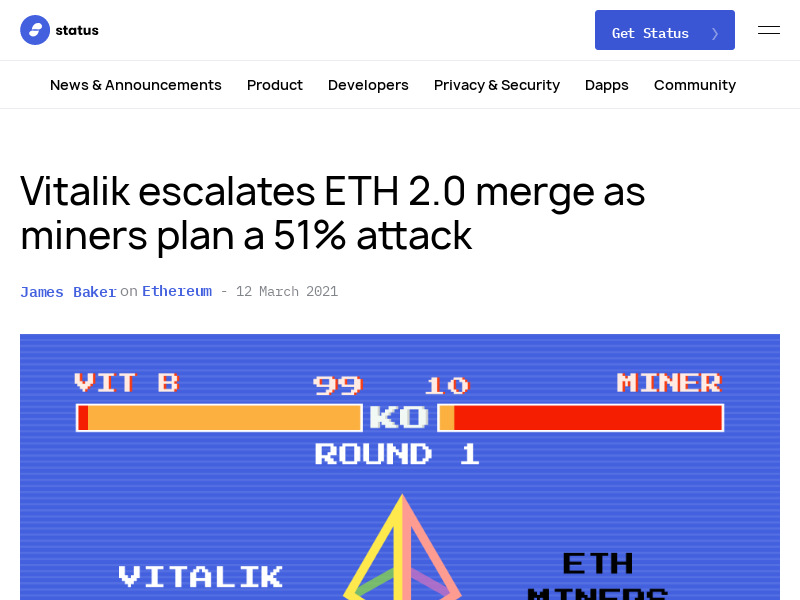 status
Get Status
News & Announcements Product Developers Privacy & Security Dapps Community
Vitalik escalates ETH 2.0 merge as
miners plan a 51% attack
James Baker on Ethereum - 12 March 2021
VIT B 99 10 MINER
KO
ROUND 1
VITALIK
ETH
MINERS